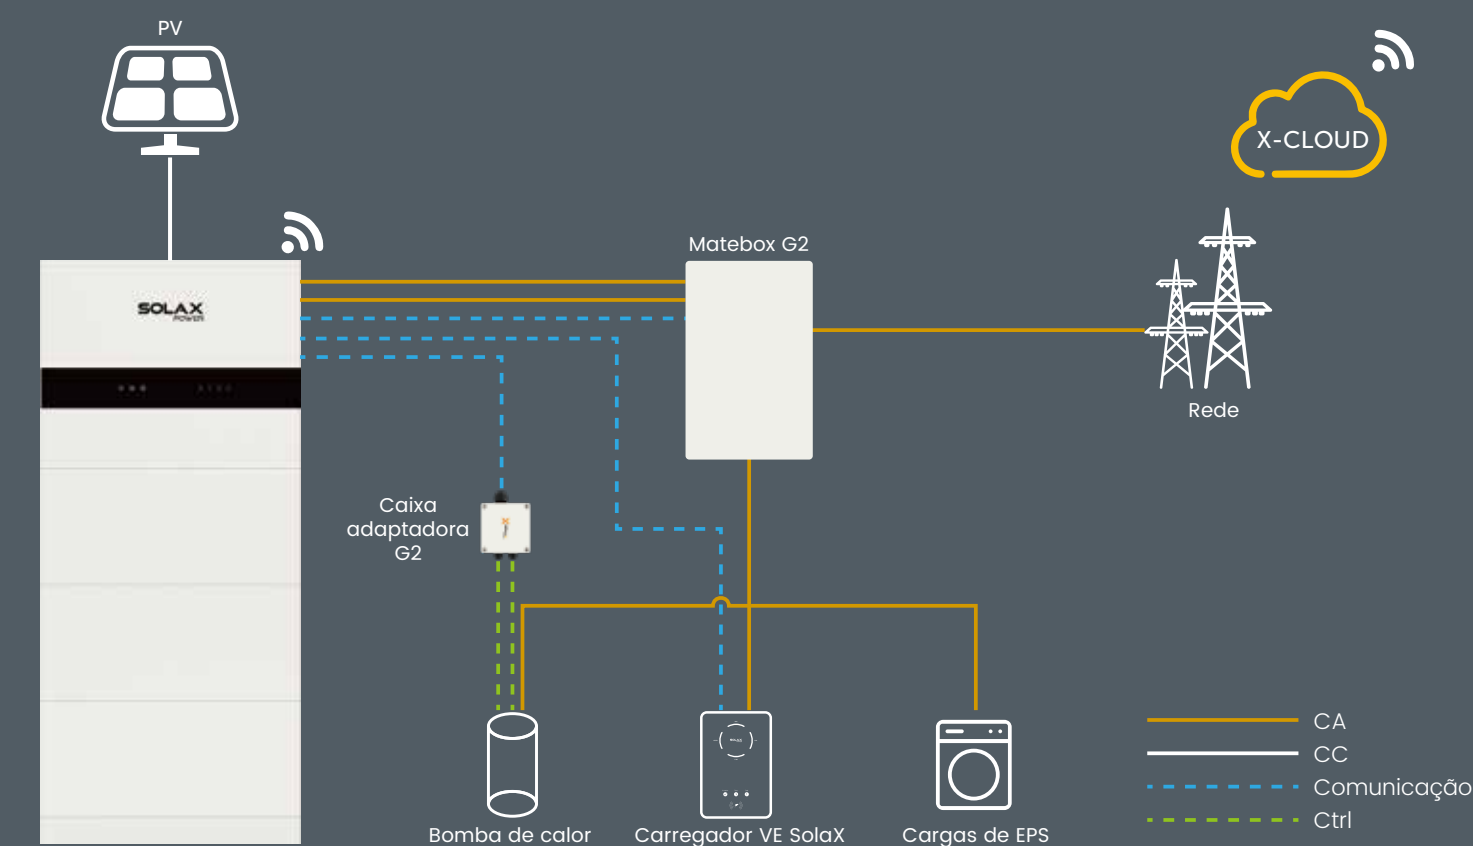 PV
X-CLOUD
Matebox G2
SOLAX
POWER
Rede
Caixa
adaptadora
G2
Bomba de calor
Carregador VE SolaX
Cargas de EPS
CA
CC
Comunicação
Ctrl